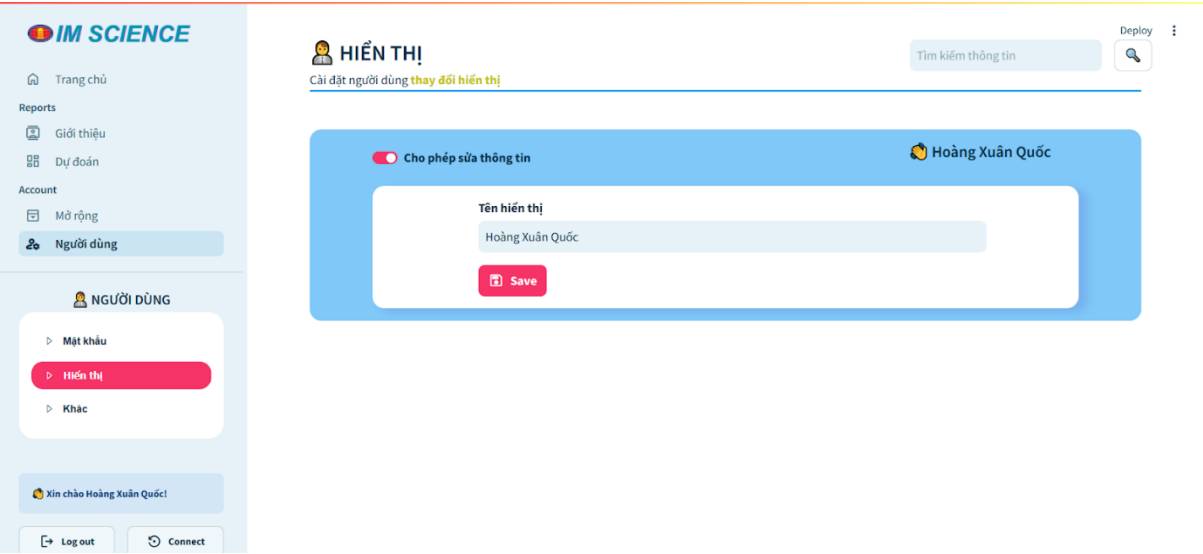 IM SCIENCE
Trang chủ
Reports
Giới thiệu
Dự đoán
Account
Mở rộng
Người dùng
NGƯỜI DÙNG
Mật khẩu
Hiển thị
Khác
Xin chào Hoàng Xuân Quốc!
Log out
Connect
Deploy
HIỂN THỊ
Cài đặt người dùng thay đổi hiển thị
Tìm kiếm thông tin
Cho phép sửa thông tin
Hoàng Xuân Quốc
Tên hiển thị
Hoàng Xuân Quốc
Save